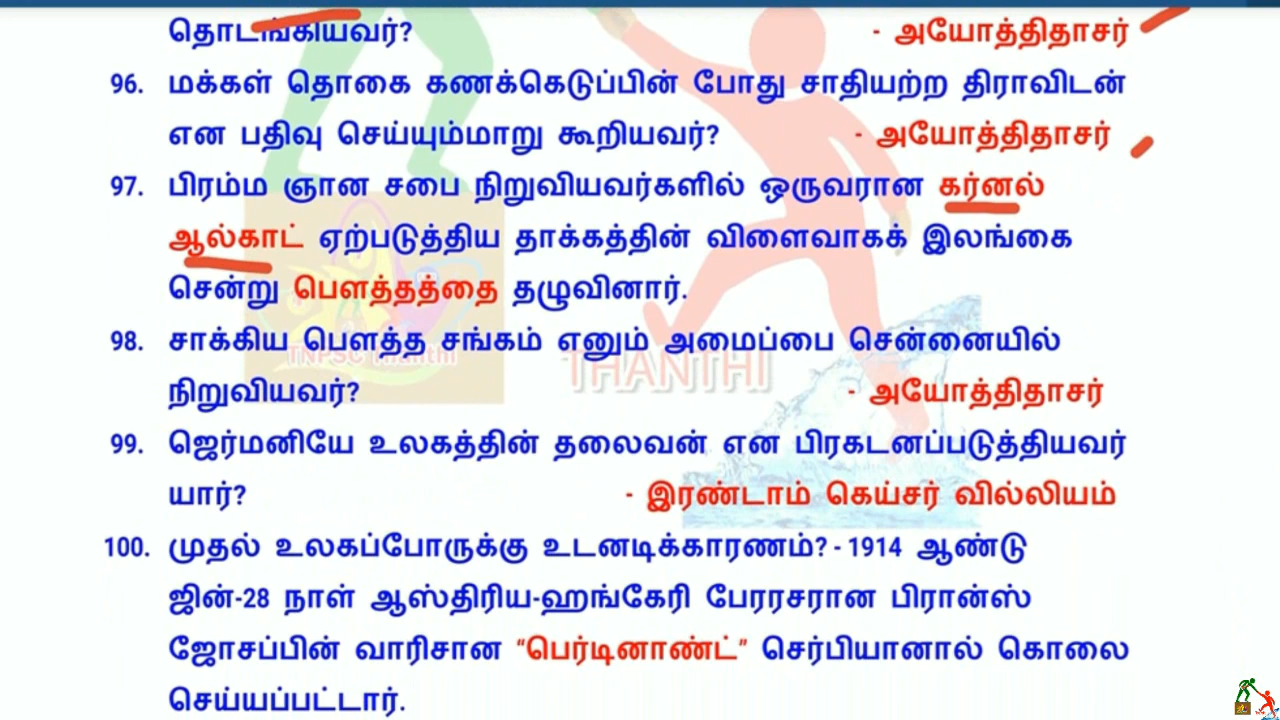 தொடங்கியவர்? - அயோத்திதாசர்
96. மக்கள் தொகை கணக்கெடுப்பின் போது சாதியற்ற திராவிடன்
என பதிவு செய்யும்மாறு கூறியவர்? - அயோத்திதாசர்
97. பிரம்ம ஞான சபை நிறுவியவர்களில் ஒருவரான கர்னல்
ஆல்காட் ஏற்படுத்திய தாக்கத்தின் விளைவாகக் இலங்கை
சென்று பௌத்தத்தை தழுவினார்.
98. சாக்கிய பௌத்த சங்கம் எனும் அமைப்பை சென்னையில்
நிறுவியவர்? - அயோத்திதாசர்
TNPSC Thanthi
THANTHI
99. ஜெர்மனியே உலகத்தின் தலைவன் என பிரகடனப்படுத்தியவர்
யார்? - இரண்டாம் கெய்சர் வில்லியம்
100. முதல் உலகப்போருக்கு உடனடிக்காரணம்? - 1914 ஆண்டு
ஜின்-28 நாள் ஆஸ்திரிய-ஹங்கேரி பேரரசரான பிரான்ஸ்
ஜோசப்பின் வாரிசான “பெர்டினாண்ட்” செர்பியானால் கொலை
செய்யப்பட்டார்.